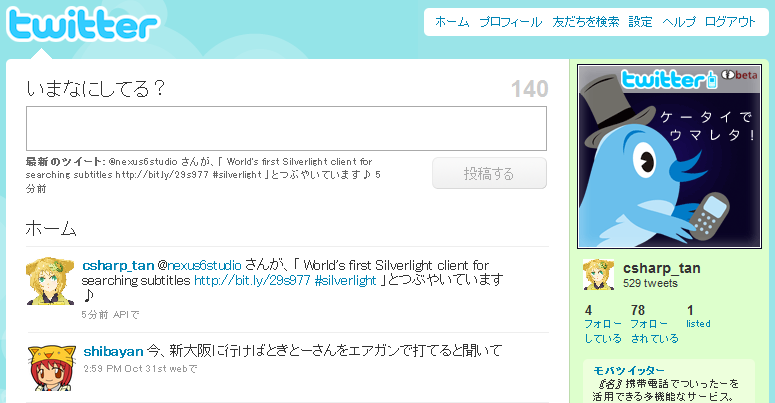 twitter
ホーム プロフィール 友だちを検索 設定 ヘルプ ログアウト
いまなにしてる？ 140
最新のツイート: @nexus6studio さんが、「 World's first Silverlight client for
searching subtitles http://bit.ly/29s977 #silverlight 」とつぶやいています♪ 5
分前
投稿する
ホーム
csharp_tan @nexus6studio さんが、「 World's first Silverlight client for
searching subtitles http://bit.ly/29s977 #silverlight 」とつぶやいています
♪
5分前 APIで
shibayan 今、新大阪に行けばときとーさんをエアガンで打てると聞いて
2:59 PM Oct 31st webで
twitter beta
ケータイで
ウマレタ!
csharp_tan
529 tweets
4 78 1
フォロー フォロー listed
している されている
モバツイッター
携帯電話でついったーを
活用できる多機能なサービス。